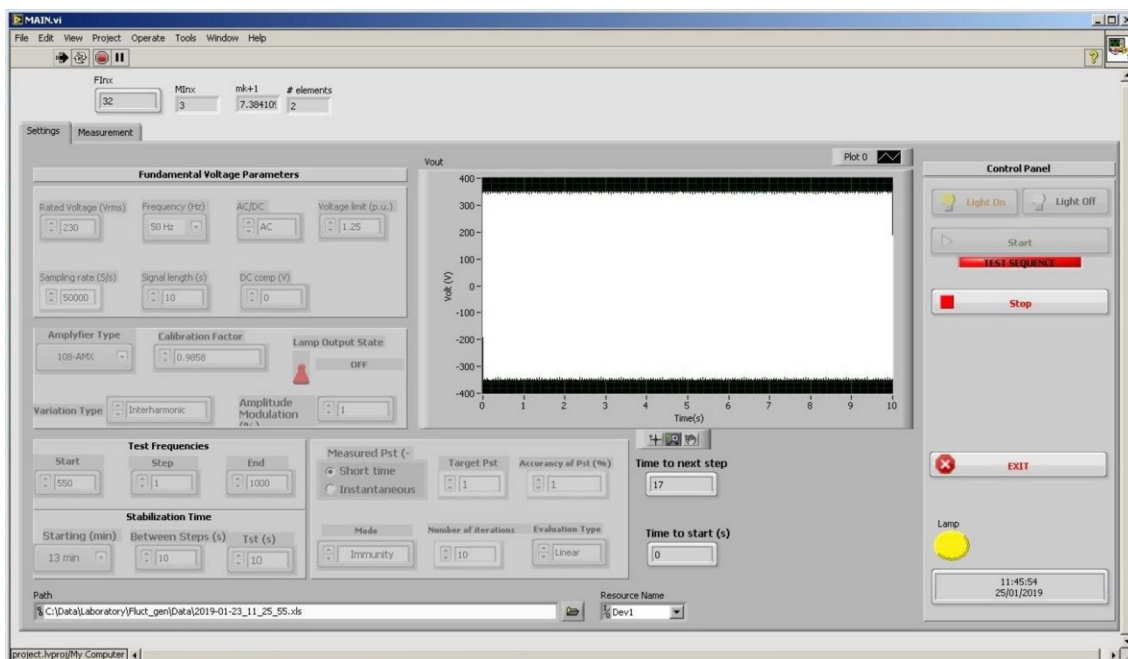 MAIN.vi
File Edit View Project Operate Tools Window Help
FInx
MInx mk+1 # elements
32 3 7.38410 2
Settings Measurement
Plot 0
Vout
Fundamental Voltage Parameters
Rated Voltage (Vrms) Frequency (Hz) AC/DC Voltage limit (p.u.)
230 50 Hz AC 1.25
Sampling rate (S/s) Signal length (s) DC comp (V)
50000 10 0
Amplyfier Type Calibration Factor Lamp Output State
108-AMX 0.9858 OFF
Variation Type Interharmonic Amplitude Modulation 1
Volt (V)
400
300
200
100
0
-100
-200
-300
-400
0 1 2 3 4 5 6 7 8 9 10
Time(s)
Control Panel
Light On Light Off
Start
TEST SEQUENCE
Stop
EXIT
Lamp
11:45:54
25/01/2019
Test Frequencies
Start Step End
550 1 1000
Stabilization Time
Starting (min) Between Steps (s) Tst (s)
13 min 10 10
Measured Pst (-
Short time
Instantaneous
Target Pst Accurancy of Pst (%)
1 1
Mode Number of iterations Evaluation Type
Immunity 10 Linear
Time to next step
17
Time to start (s)
0
Path
C:\Data\Laboratory\Fluct_gen\Data\2019-01-23_11_25_55.xls
Resource Name
Dev1
project.lvproj/My Computer